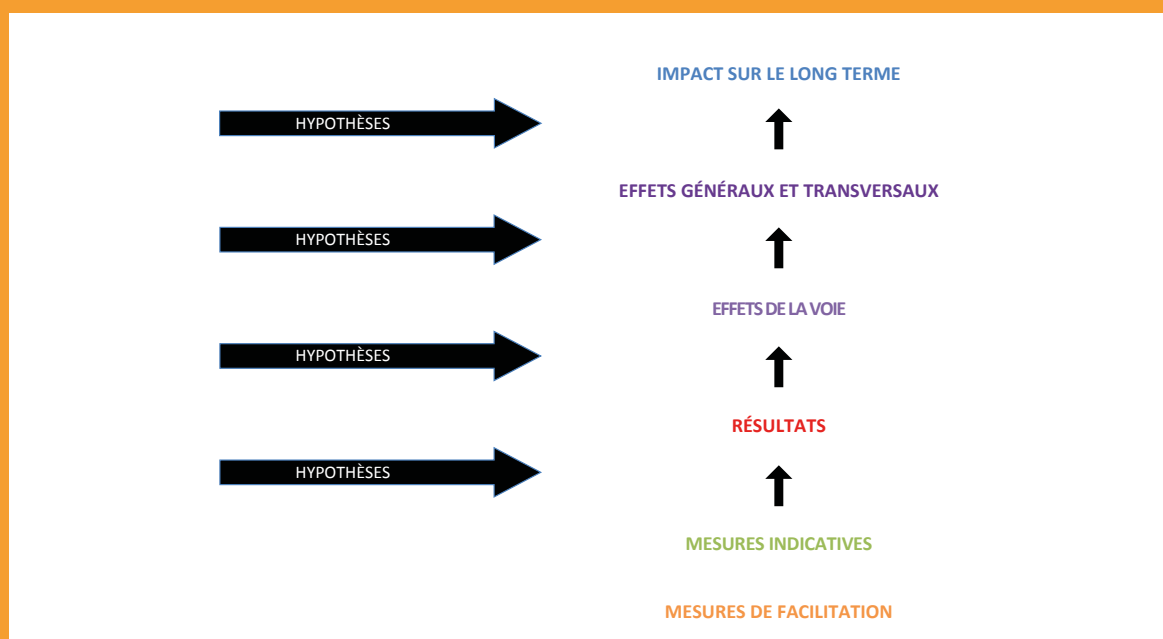 IMPACT SUR LE LONG TERME
HYPOTHÈSES
EFFETS GÉNÉRAUX ET TRANSVERSAUX
HYPOTHÈSES
EFFETS DE LA VOIE
HYPOTHÈSES
RÉSULTATS
HYPOTHÈSES
MESURES INDICATIVES
MESURES DE FACILITATION